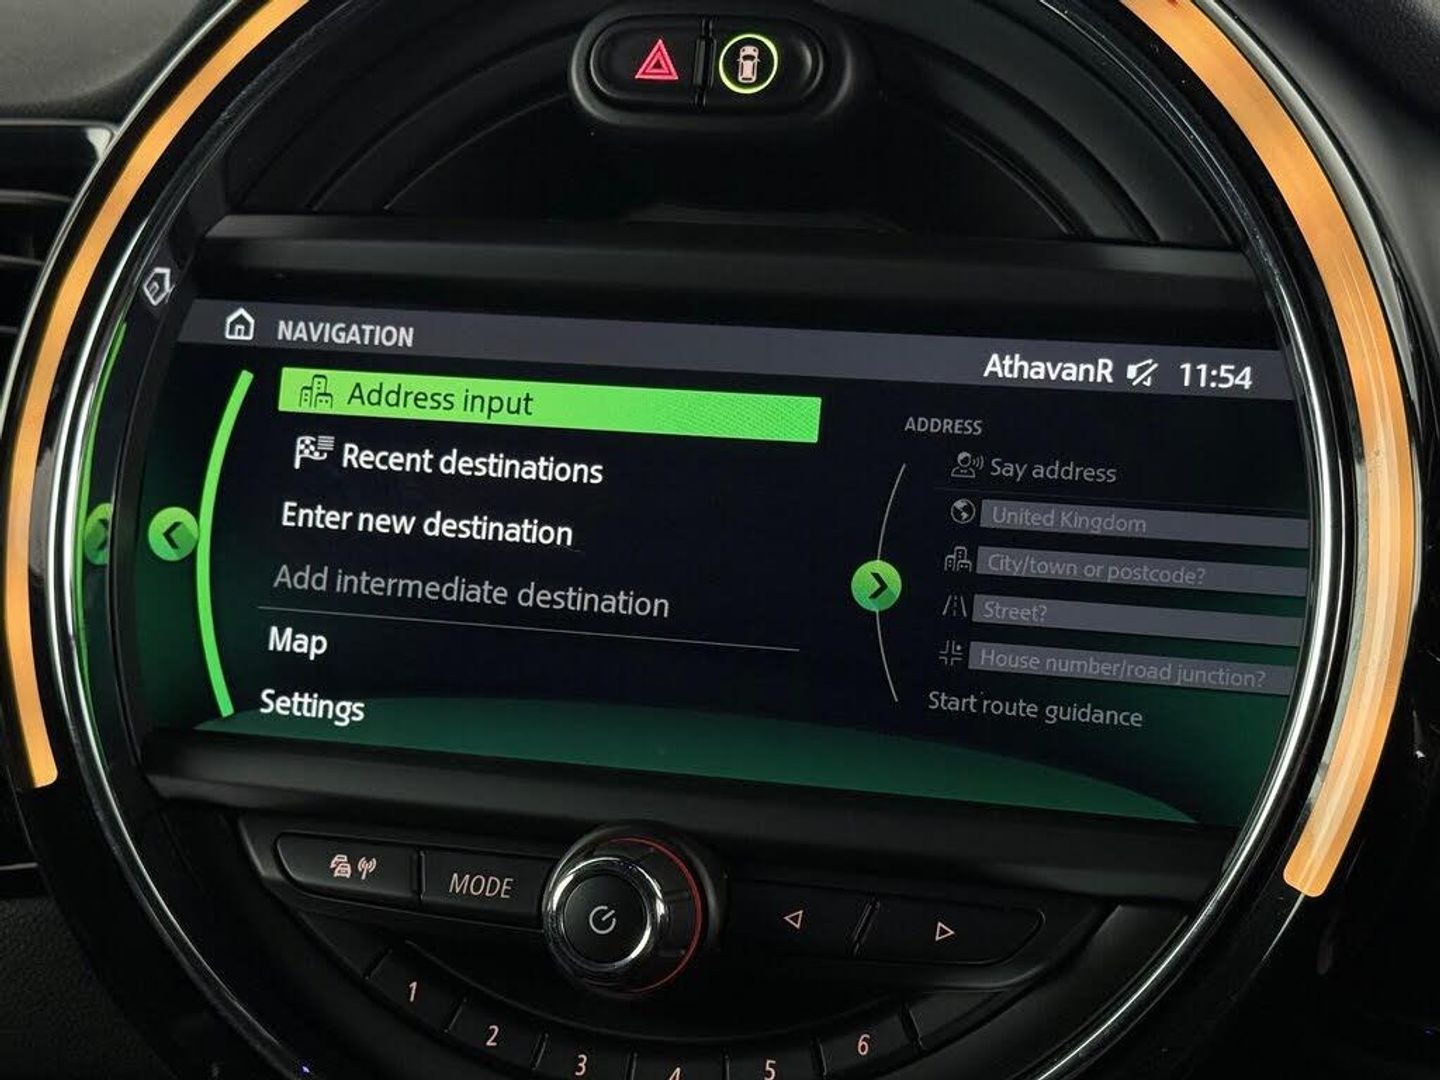 NAVIGATION
AthavanR 11:54
Address input
Recent destinations
Enter new destination
Add intermediate destination
Map
Settings
ADDRESS
Say address
United Kingdom
City/town or postcode?
Street?
House number/road junction?
Start route guidance
MODE
1
2
3
4
5
6